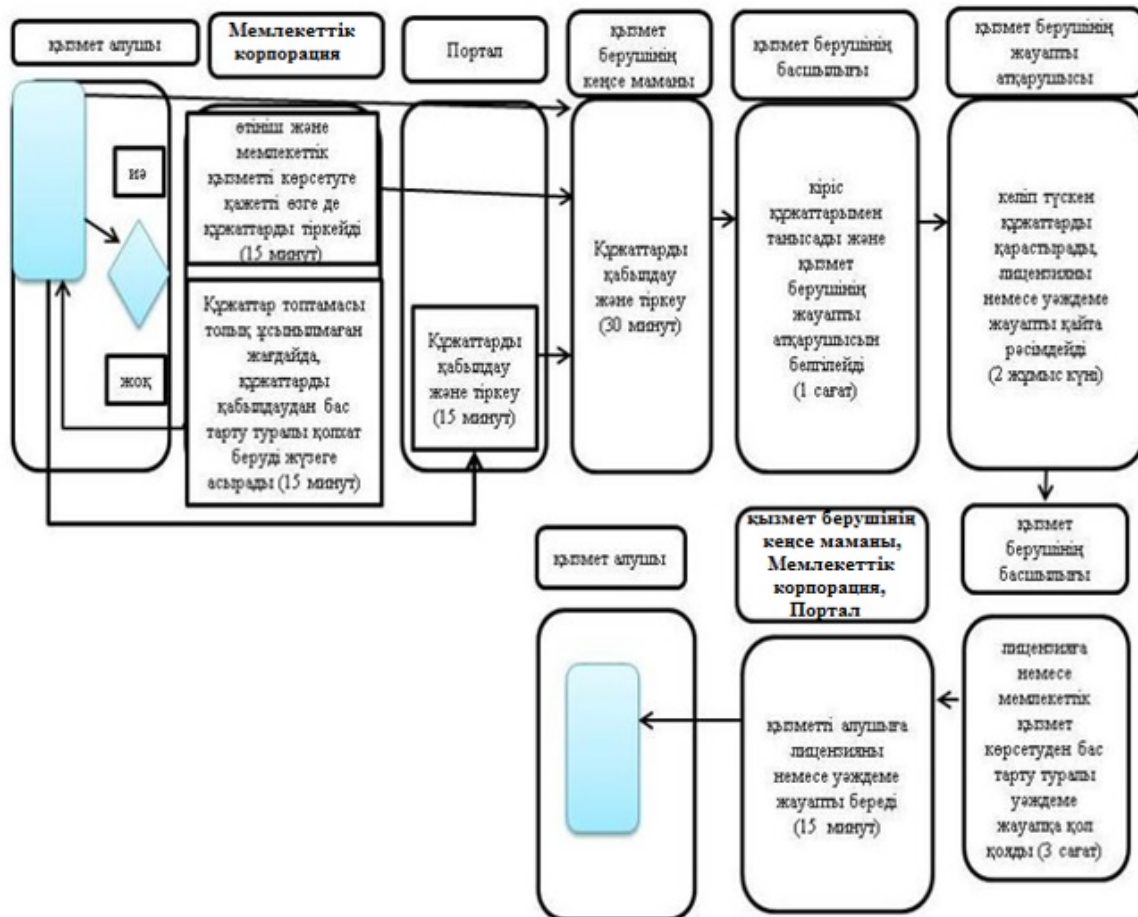 қызмет алушы
Мемлекеттік
корпорация
Портал
қызмет
берушінің
кеңсе маманы
қызмет берушінің
басшылығы
қызмет берушінің
жауапты
атқарушысы
иә
жоқ
өтініш және
мемлекеттік
қызметті көрсетуге
қажетті өзге де
құжаттарды тіркейді
(15 минут)
Құжаттар топтамасы
толық ұсынылмаған
жағдайда,
құжаттарды
қабылдаудан бас
тарту туралы қолхат
беруді жүзеге
асырады (15 минут)
Құжаттарды
қабылдау
және тіркеу
(15 минут)
Құжаттарды
қабылдау
және тіркеу
(30 минут)
кіріс
құжаттарымен
танысады және
қызмет
берушінің
жауапты
атқарушысын
белгілейді
(1 сағат)
келіп түскен
құжаттарды
қарастырады,
лицензияны
немесе уәждеме
жауапты қайта
рәсімдейді
(2 жұмыс күні)
қызмет алушы
қызмет берушінің
кеңсе маманы,
Мемлекеттік
корпорация,
Портал
қызмет
берушінің
басшылығы
қызметті алушыға
лицензияны
немесе уәждеме
жауапты береді
(15 минут)
лицензияға
немесе
мемлекеттік
қызмет
көрсетуден бас
тарту туралы
уәждеме
жауапқа қол
қояды (3 сағат)